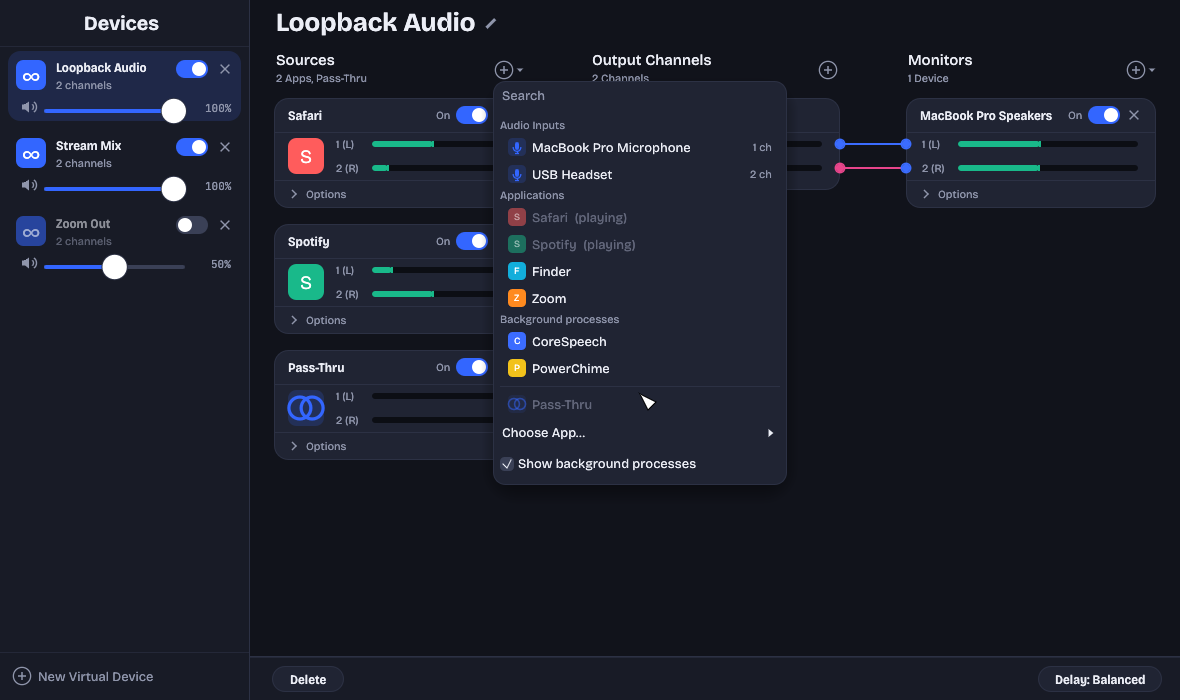 Devices
Loopback Audio
2 channels
100%
Stream Mix
2 channels
100%
Zoom Out
2 channels
50%
New Virtual Device
Loopback Audio
Sources
2 Apps, Pass-Thru
Output Channels
2 Channels
Monitors
1 Device
Safari On
S
1 (L)
2 (R)
Options
Spotify On
S
1 (L)
2 (R)
Options
Pass-Thru On
1 (L)
2 (R)
Options
Search
Audio Inputs
MacBook Pro Microphone 1 ch
USB Headset 2 ch
Applications
S Safari (playing)
S Spotify (playing)
F Finder
Z Zoom
Background processes
C CoreSpeech
P PowerChime
Pass-Thru
Choose App...
Show background processes
MacBook Pro Speakers On
1 (L)
2 (R)
Options
Delete
Delay: Balanced